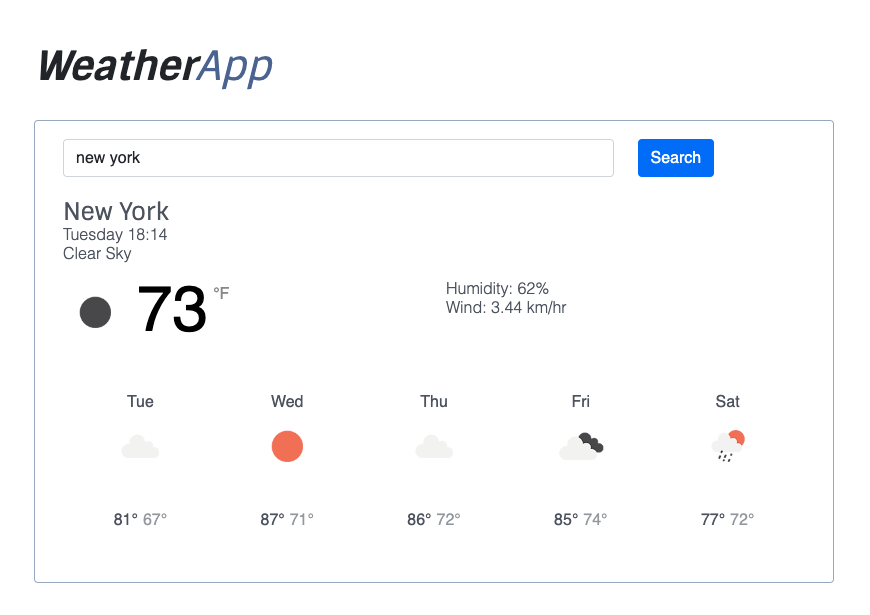 WeatherApp
new york Search
New York
Tuesday 18:14
Clear Sky
73 °F
Humidity: 62%
Wind: 3.44 km/hr
Tue Wed Thu Fri Sat
81° 67° 87° 71° 86° 72° 85° 74° 77° 72°